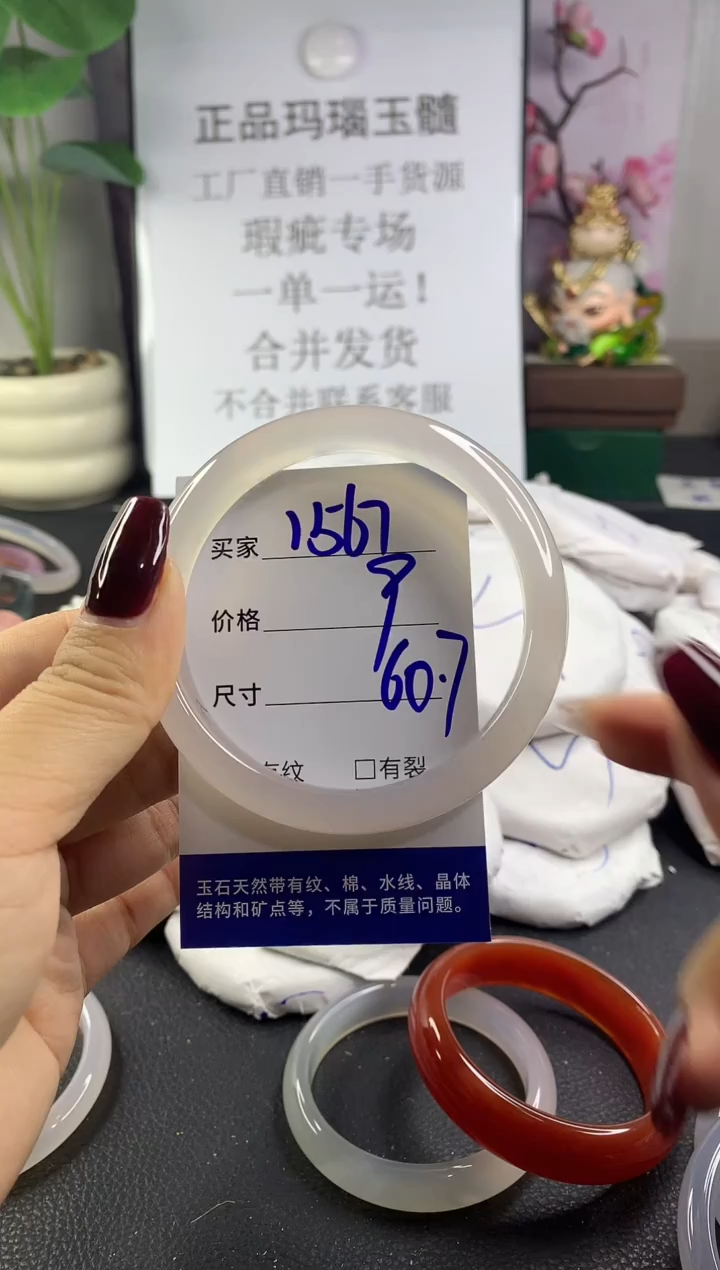 正品玛瑙玉髓
工厂直销一手货源
瑕疵专场
一单一运！
合并发货
不合并联系客服
买家 1567
价格 9
尺寸 60.7
有纹 □有裂
玉石天然带有纹、棉、水线、晶体
结构和矿点等，不属于质量问题。